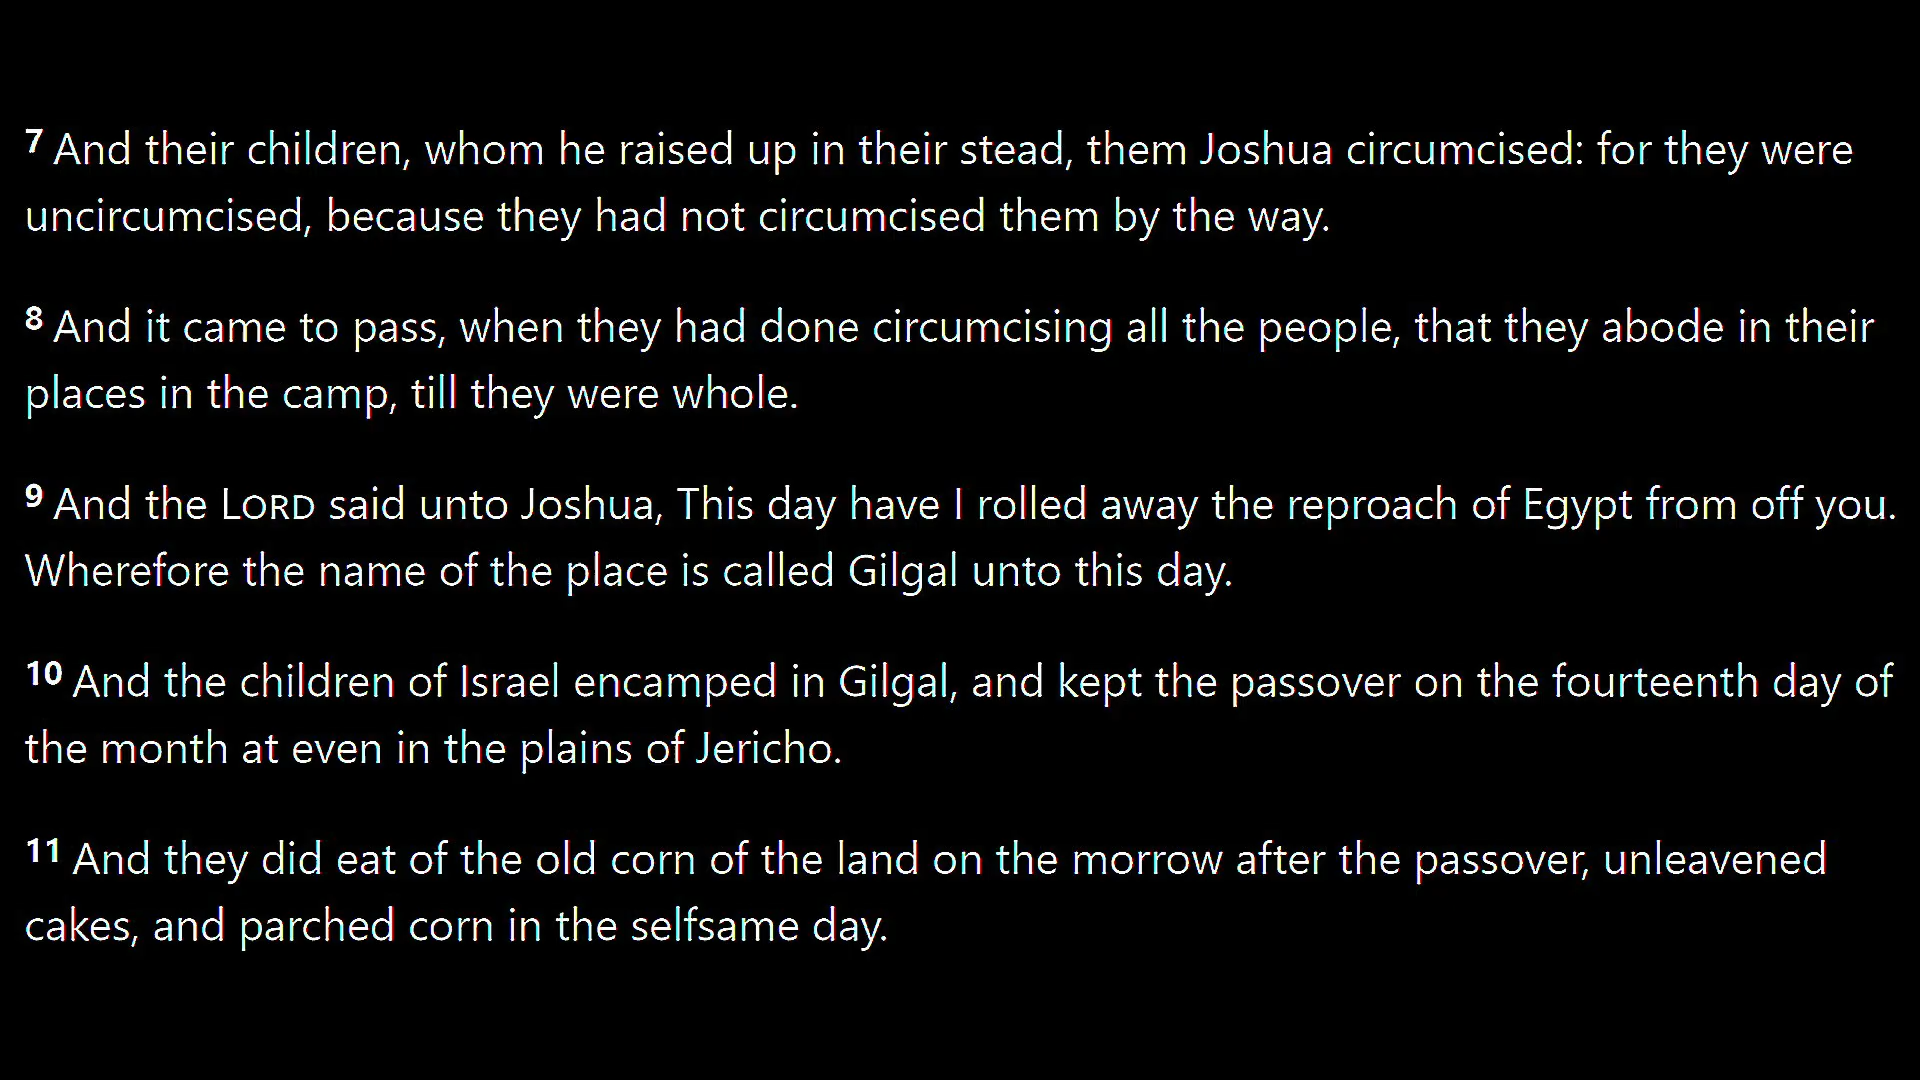 7 And their children, whom he raised up in their stead, them Joshua circumcised: for they were
uncircumcised, because they had not circumcised them by the way.
8 And it came to pass, when they had done circumcising all the people, that they abode in their
places in the camp, till they were whole.
9 And the LORD said unto Joshua, This day have I rolled away the reproach of Egypt from off you.
Wherefore the name of the place is called Gilgal unto this day.
10 And the children of Israel encamped in Gilgal, and kept the passover on the fourteenth day of
the month at even in the plains of Jericho.
11 And they did eat of the old corn of the land on the morrow after the passover, unleavened
cakes, and parched corn in the selfsame day.